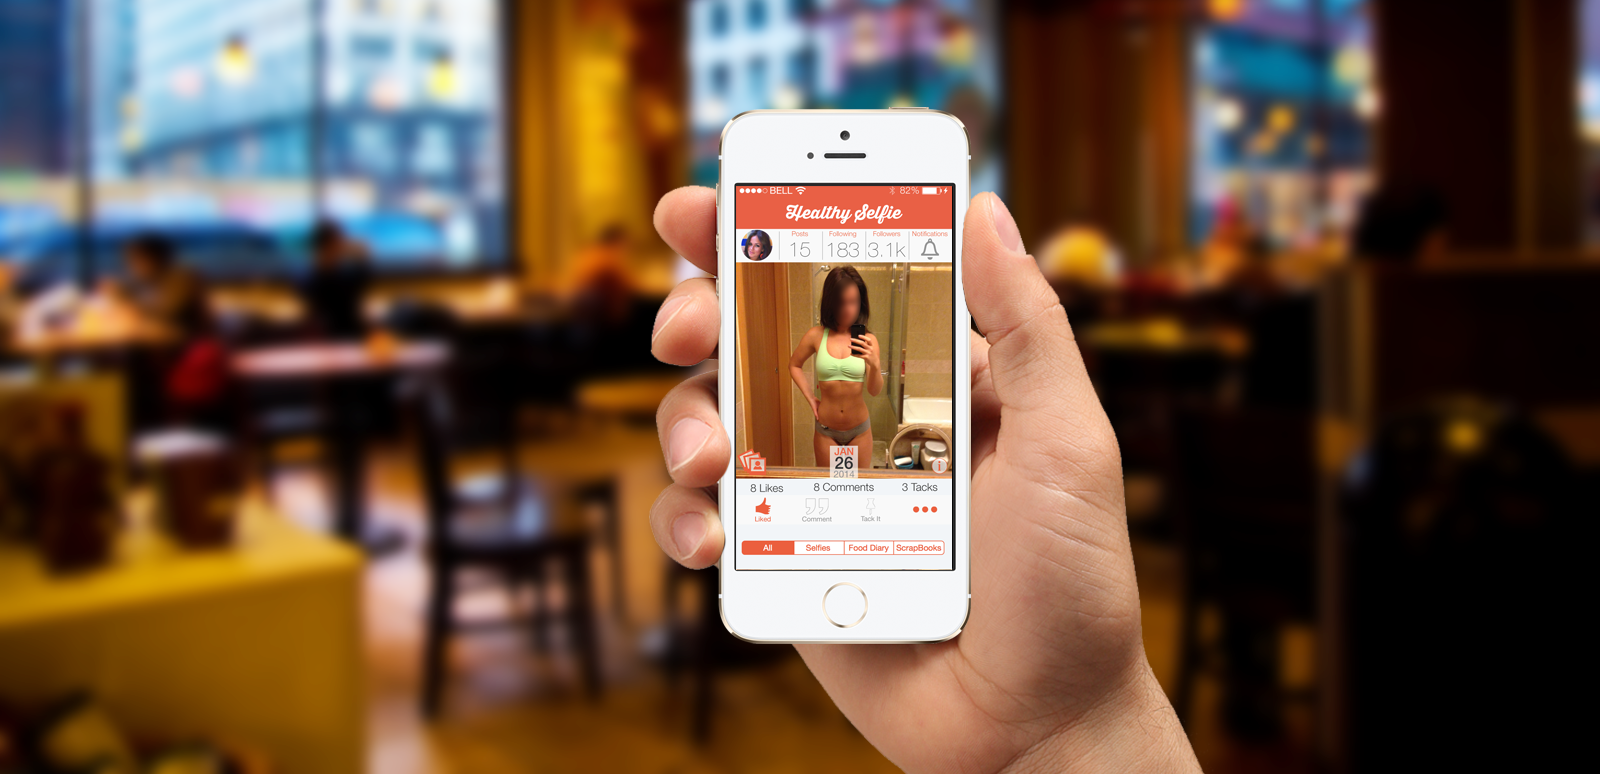 BELL 82%
Healthy Selfie
Posts Following Followers Notifications
15 183 3.1k
JAN
26
2014
8 Likes 8 Comments 3 Tacks
Liked Comment Tack It
All Selfies Food Diary ScrapBooks